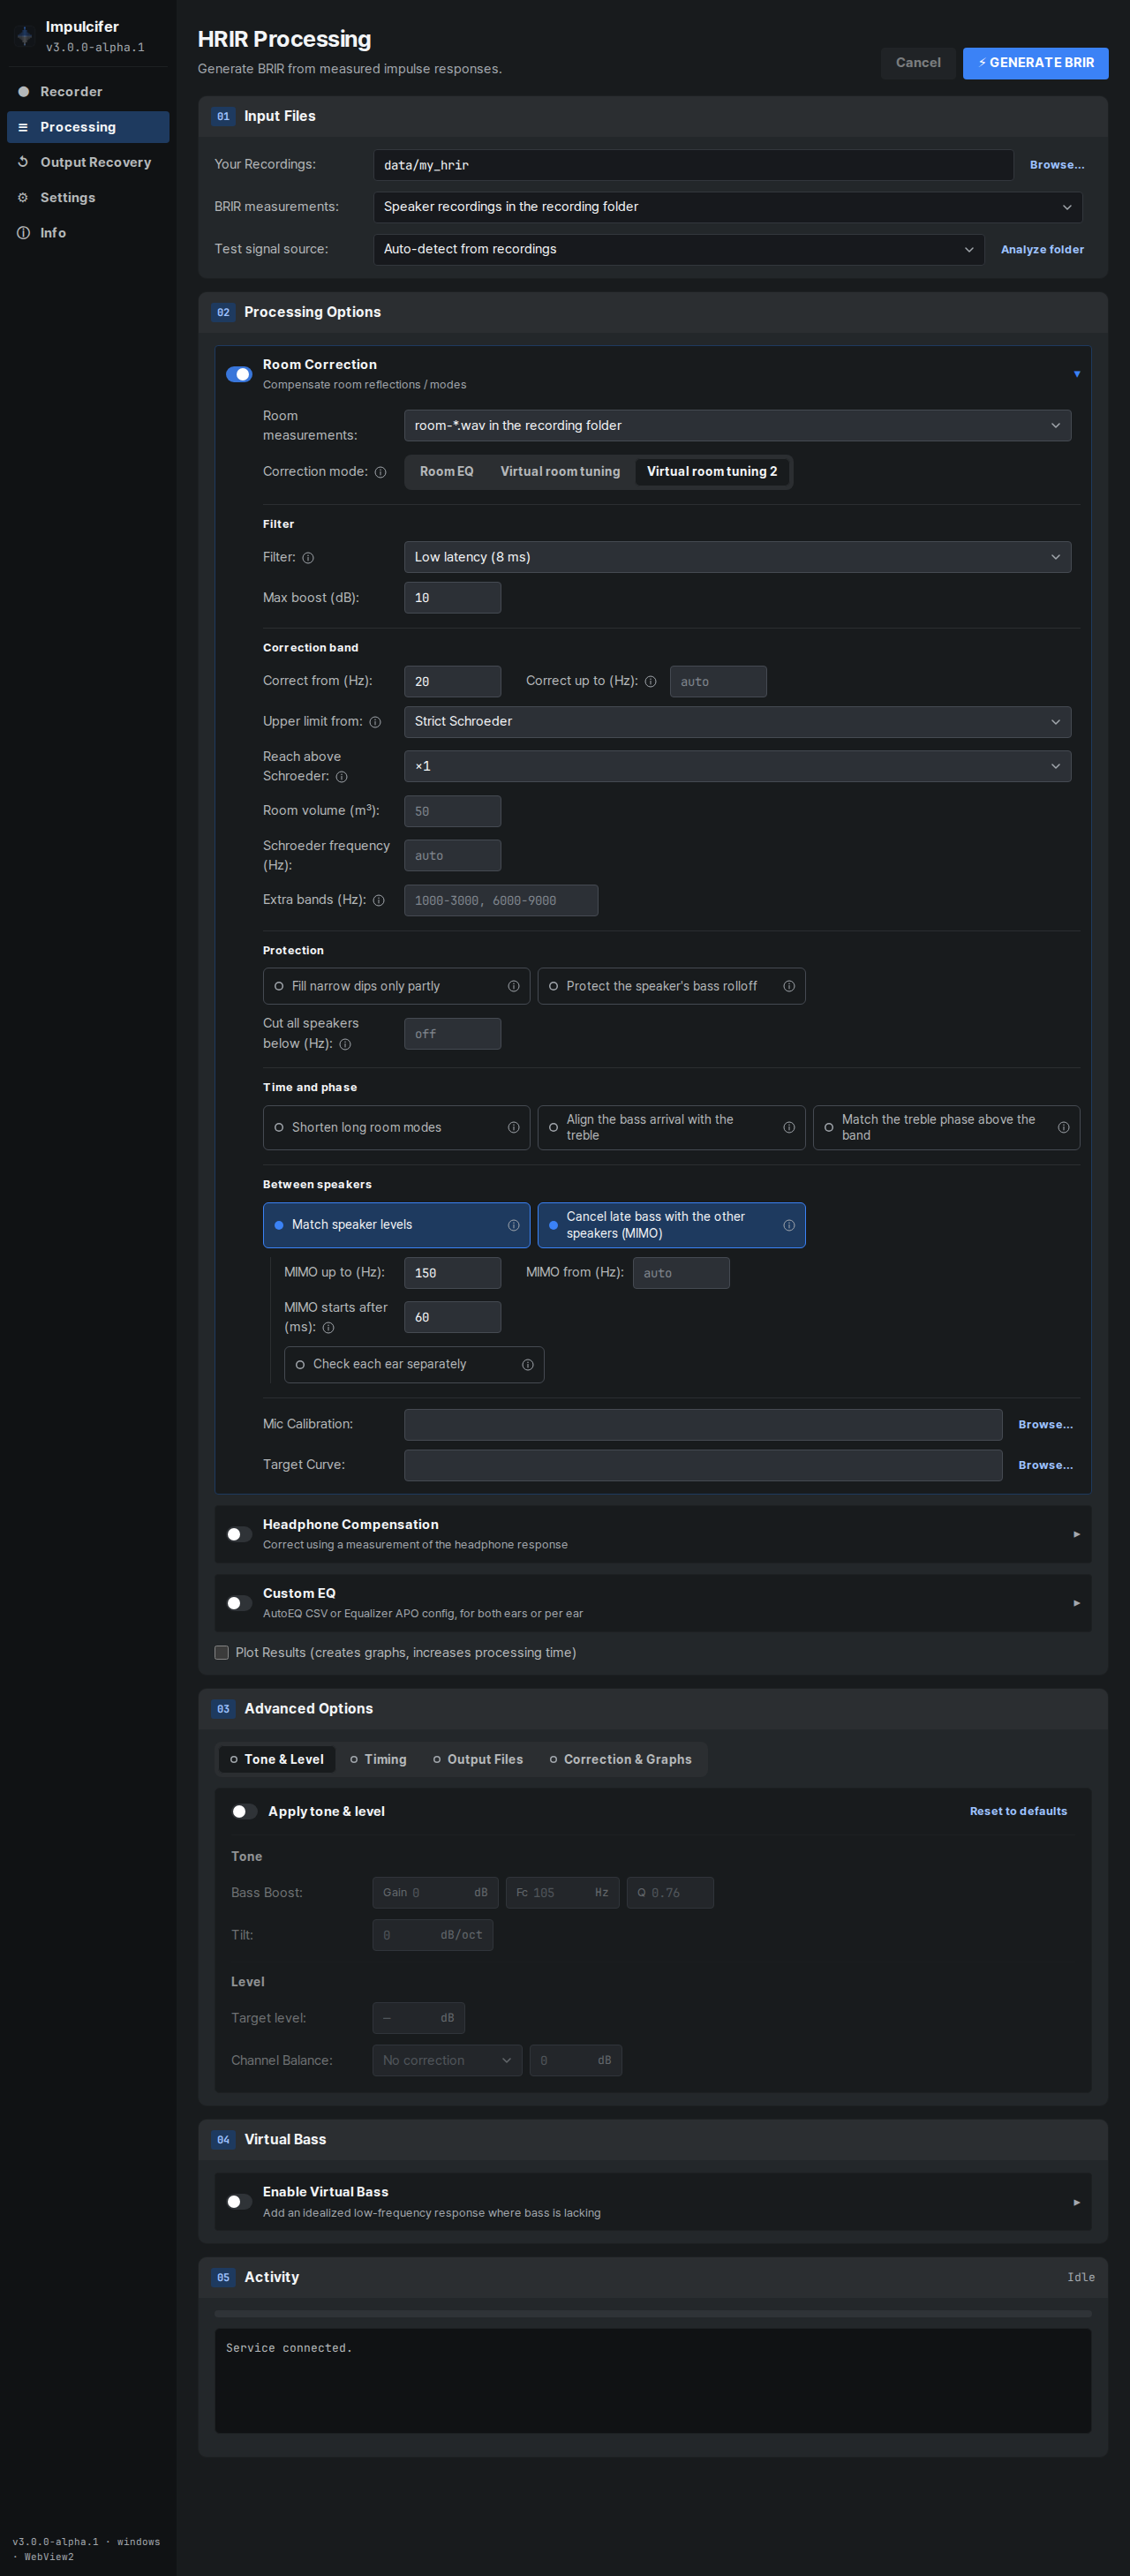 Impulcifer
v3.0.0-alpha.1
Recorder
Processing
Output Recovery
Settings
Info
v3.0.0-alpha.1 · windows
· WebView2
HRIR Processing
Generate BRIR from measured impulse responses.
Cancel
⚡ GENERATE BRIR
01 Input Files
Your Recordings: data/my_hrir Browse...
BRIR measurements: Speaker recordings in the recording folder
Test signal source: Auto-detect from recordings Analyze folder
02 Processing Options
Room Correction
Compensate room reflections / modes
Room
measurements:
room-*.wav in the recording folder
Correction mode: Room EQ Virtual room tuning Virtual room tuning 2
Filter
Filter: Low latency (8 ms)
Max boost (dB): 10
Correction band
Correct from (Hz): 20 Correct up to (Hz): auto
Upper limit from: Strict Schroeder
Reach above
Schroeder:
×1
Room volume (m³): 50
Schroeder frequency
(Hz):
auto
Extra bands (Hz): 1000-3000, 6000-9000
Protection
Fill narrow dips only partly
Protect the speaker's bass rolloff
Cut all speakers
below (Hz):
off
Time and phase
Shorten long room modes
Align the bass arrival with the
treble
Match the treble phase above the
band
Between speakers
Match speaker levels
Cancel late bass with the other
speakers (MIMO)
MIMO up to (Hz): 150 MIMO from (Hz): auto
MIMO starts after
(ms):
60
Check each ear separately
Mic Calibration: Browse...
Target Curve: Browse...
Headphone Compensation
Correct using a measurement of the headphone response
Custom EQ
AutoEQ CSV or Equalizer APO config, for both ears or per ear
Plot Results (creates graphs, increases processing time)
03 Advanced Options
Tone & Level Timing Output Files Correction & Graphs
Apply tone & level Reset to defaults
Tone
Bass Boost: Gain 0 dB Fc 105 Hz Q 0.76
Tilt: 0 dB/oct
Level
Target level: — dB
Channel Balance: No correction 0 dB
04 Virtual Bass
Enable Virtual Bass
Add an idealized low-frequency response where bass is lacking
05 Activity Idle
Service connected.